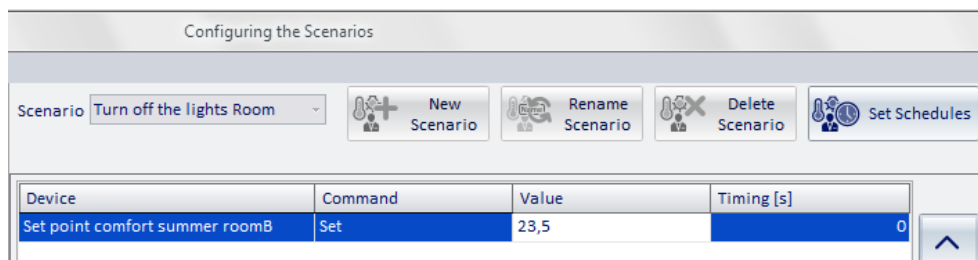 Configuring the Scenarios
Scenario Turn off the lights Room
New
Scenario
Rename
Scenario
Delete
Scenario
Set Schedules
Device Command Value Timing [s]
Set point comfort summer roomB Set 23,5 0